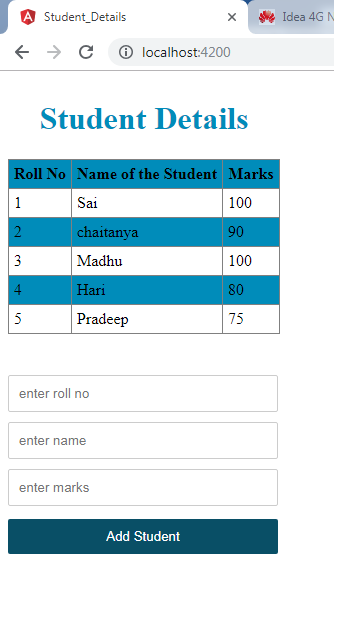 Student_Details
Idea 4G
localhost:4200
Student Details
Roll No Name of the Student Marks
1 Sai 100
2 chaitanya 90
3 Madhu 100
4 Hari 80
5 Pradeep 75
enter roll no
enter name
enter marks
Add Student